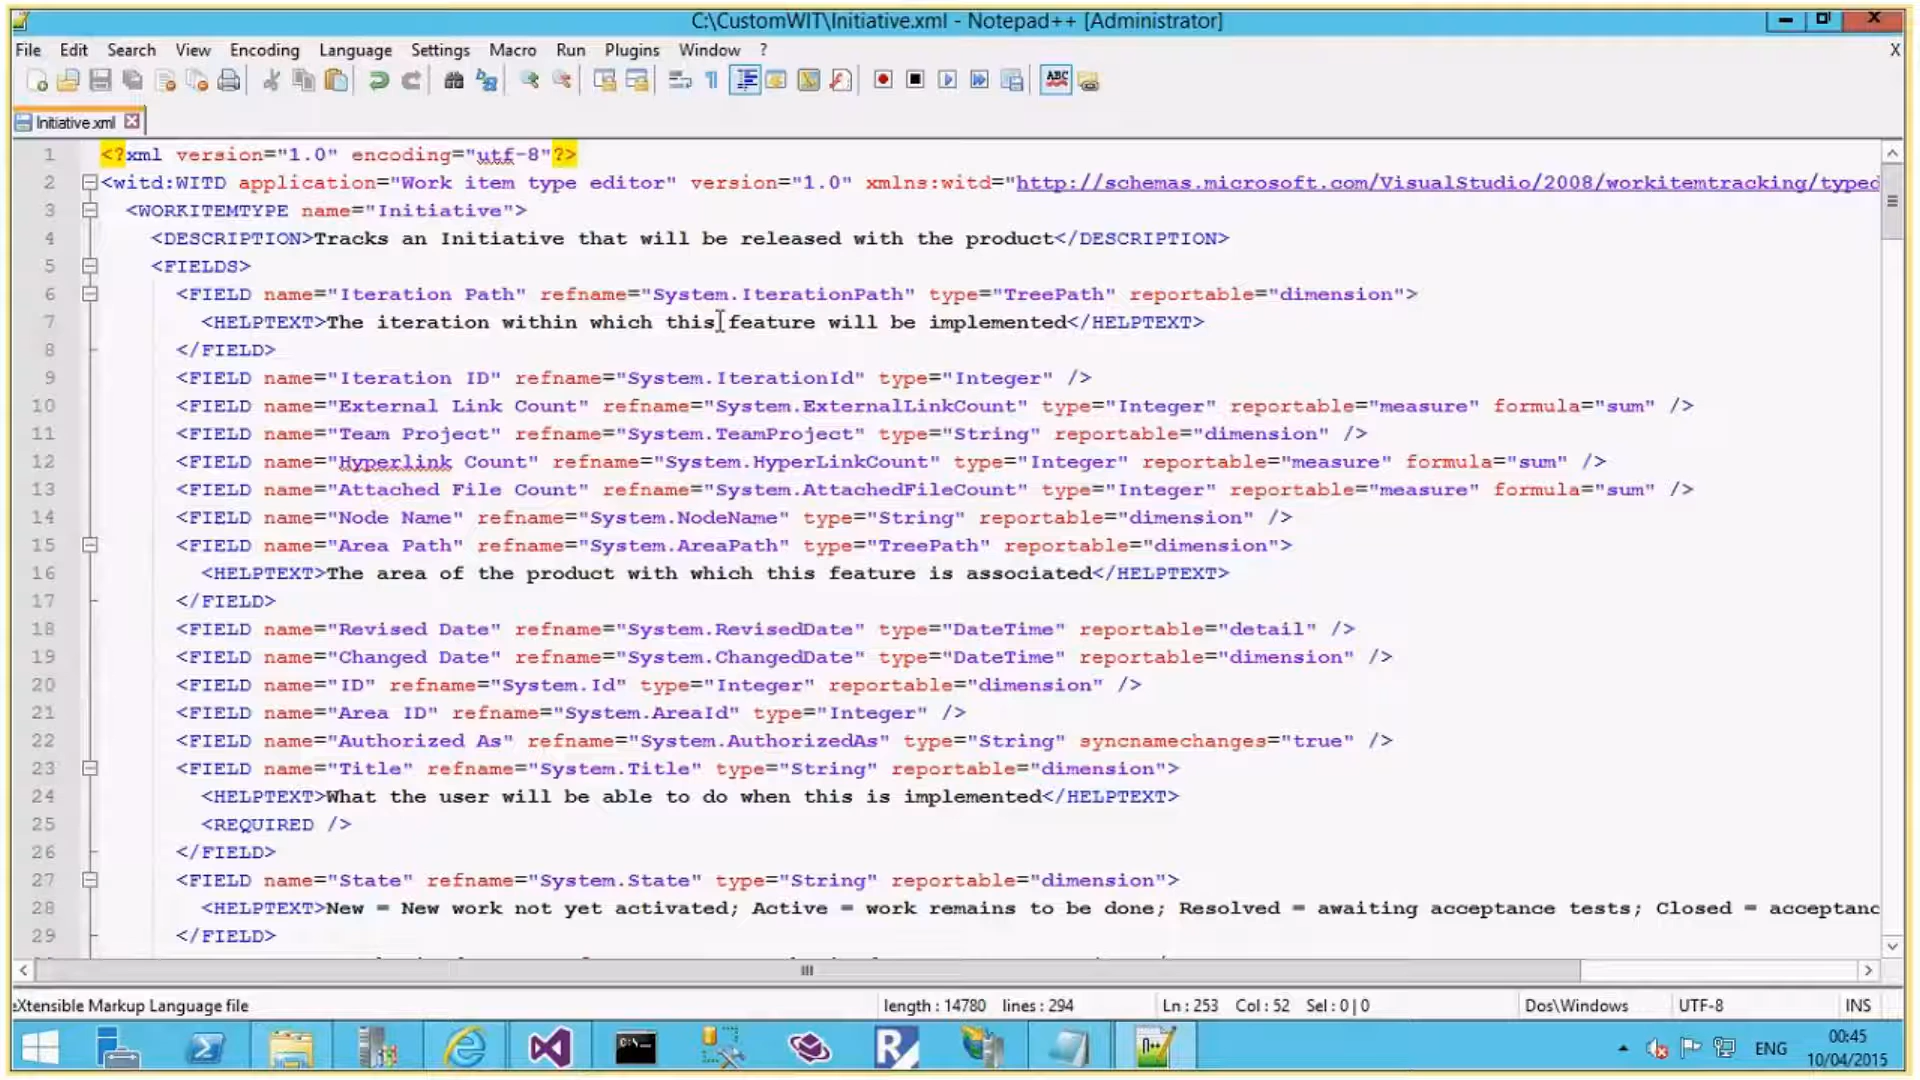 C:\CustomWIT\Initiative.xml - Notepad++ [Administrator]
File Edit Search View Encoding Language Settings Macro Run Plugins Window ? X
Initiative.xml
1 <?xml version="1.0" encoding="utf-8"?>
2 <witd:WITD application="Work item type editor" version="1.0" xmlns:witd="http://schemas.microsoft.com/VisualStudio/2008/workitemtracking/typed
3 <WORKITEMTYPE name="Initiative">
4 <DESCRIPTION>Tracks an Initiative that will be released with the product</DESCRIPTION>
5 <FIELDS>
6 <FIELD name="Iteration Path" refname="System.IterationPath" type="TreePath" reportable="dimension">
7 <HELPTEXT>The iteration within which this feature will be implemented</HELPTEXT>
8 </FIELD>
9 <FIELD name="Iteration ID" refname="System.IterationId" type="Integer" />
10 <FIELD name="External Link Count" refname="System.ExternalLinkCount" type="Integer" reportable="measure" formula="sum" />
11 <FIELD name="Team Project" refname="System.TeamProject" type="String" reportable="dimension" />
12 <FIELD name="Hyperlink Count" refname="System.HyperLinkCount" type="Integer" reportable="measure" formula="sum" />
13 <FIELD name="Attached File Count" refname="System.AttachedFileCount" type="Integer" reportable="measure" formula="sum" />
14 <FIELD name="Node Name" refname="System.NodeName" type="String" reportable="dimension" />
15 <FIELD name="Area Path" refname="System.AreaPath" type="TreePath" reportable="dimension">
16 <HELPTEXT>The area of the product with which this feature is associated</HELPTEXT>
17 </FIELD>
18 <FIELD name="Revised Date" refname="System.RevisedDate" type="DateTime" reportable="detail" />
19 <FIELD name="Changed Date" refname="System.ChangedDate" type="DateTime" reportable="dimension" />
20 <FIELD name="ID" refname="System.Id" type="Integer" reportable="dimension" />
21 <FIELD name="Area ID" refname="System.AreaId" type="Integer" />
22 <FIELD name="Authorized As" refname="System.AuthorizedAs" type="String" syncnamechanges="true" />
23 <FIELD name="Title" refname="System.Title" type="String" reportable="dimension">
24 <HELPTEXT>What the user will be able to do when this is implemented</HELPTEXT>
25 <REQUIRED />
26 </FIELD>
27 <FIELD name="State" refname="System.State" type="String" reportable="dimension">
28 <HELPTEXT>New = New work not yet activated; Active = work remains to be done; Resolved = awaiting acceptance tests; Closed = acceptanc
29 </FIELD>
eXtensible Markup Language file length : 14780 lines : 294 Ln : 253 Col : 52 Sel : 0 | 0 Dos\Windows UTF-8 INS
ENG 00:45
10/04/2015